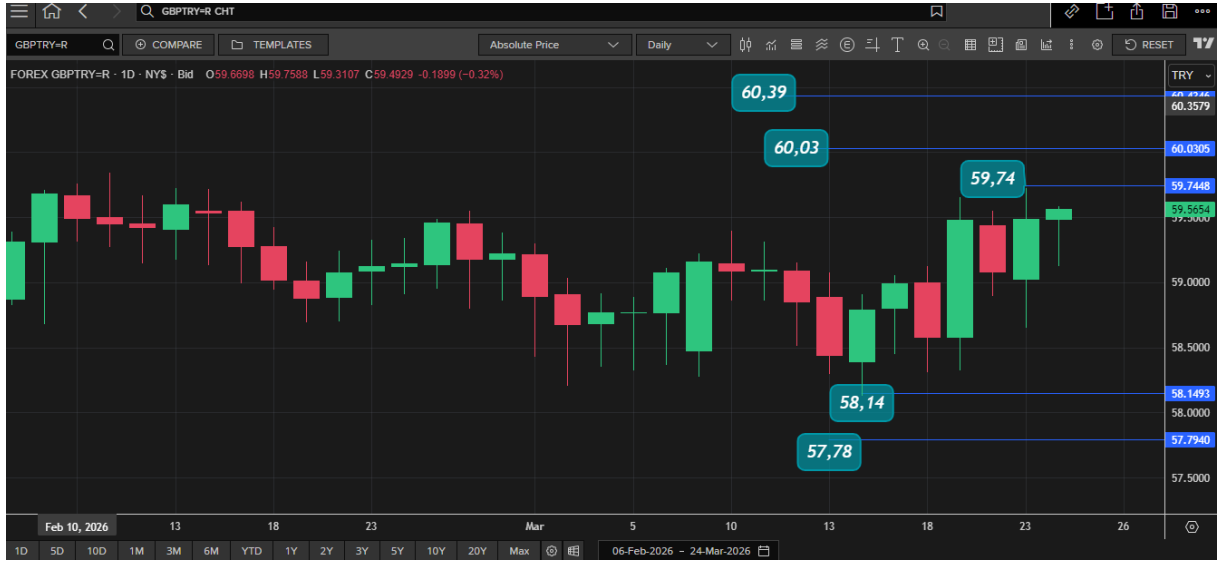 GBPTRY=R CHT
GBPTRY=R COMPARE TEMPLATES Absolute Price Daily RESET
FOREX GBPTRY=R · 1D · NY$ · Bid O59.6698 H59.7588 L59.3107 C59.4929 -0.1899 (-0.32%)
TRY
60,39
60.4246
60.3579
60,03
60.0305
59,74
59.7448
59.5654
59.5000
59.0000
58.5000
58,14
58.1493
58.0000
57,78
57.7940
57.5000
Feb 10, 2026 13 18 23 Mar 5 10 13 18 23 26
1D 5D 10D 1M 3M 6M YTD 1Y 2Y 3Y 5Y 10Y 20Y Max 06-Feb-2026 - 24-Mar-2026